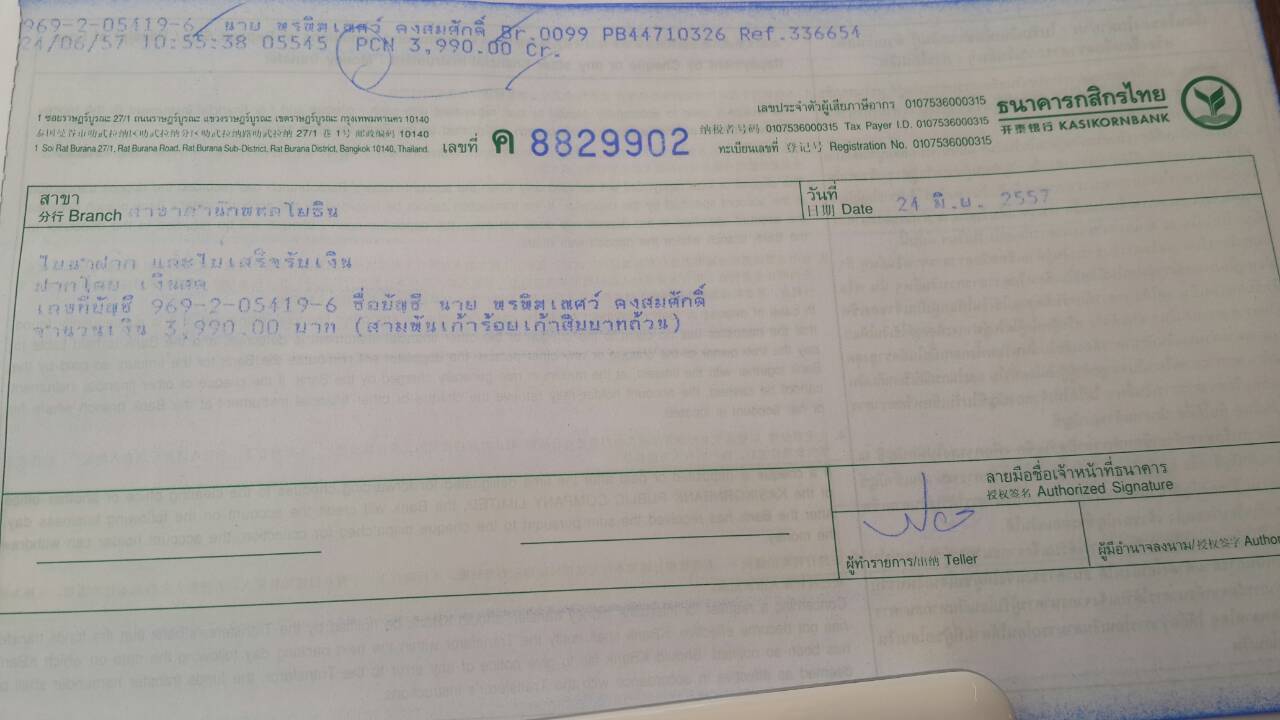 969-2-05419-6 นาย พรพิมเนศวร์ คงสมศักดิ์ Br.0099 PB44710326 Ref.336654
24/06/57 10:55:38 05545 PCN 3,990.00 Cr.
เลขประจำตัวผู้เสียภาษีอากร 0107536000315
纳税者号码 0107536000315 Tax Payer I.D. 0107536000315
ทะเบียนเลขที่ 登记号 Registration No. 0107536000315
ธนาคารกสิกรไทย
开泰银行 KASIKORNBANK
1 ซอยราษฎร์บูรณะ 27/1 ถนนราษฎร์บูรณะ แขวงราษฎร์บูรณะ เขตราษฎร์บูรณะ กรุงเทพมหานคร 10140
泰国曼谷市叻武拉纳区叻武拉纳分区叻武拉纳路叻武拉纳 27/1 巷 1号 邮政编码 10140
1 Soi Rat Burana 27/1, Rat Burana Road, Rat Burana Sub-District, Rat Burana District, Bangkok 10140, Thailand.
เลขที่ ค 8829902
สาขา
分行 Branch สาขาสำนักพหลโยธิน
วันที่
日期 Date 24 มิ.ย. 2557
ใบนำฝาก และใบเสร็จรับเงิน
ฝากโดย เงินสด
เลขที่บัญชี 969-2-05419-6 ชื่อบัญชี นาย คงสมศักดิ์
จำนวนเงิน 3,990.00 บาท (สามพันเก้าร้อยเก้าสิบบาทถ้วน)
ลายมือชื่อเจ้าหน้าที่ธนาคาร
授权签名 Authorized Signature
ผู้ทำรายการ/出纳 Teller
ผู้มีอำนาจลงนาม/授权签字